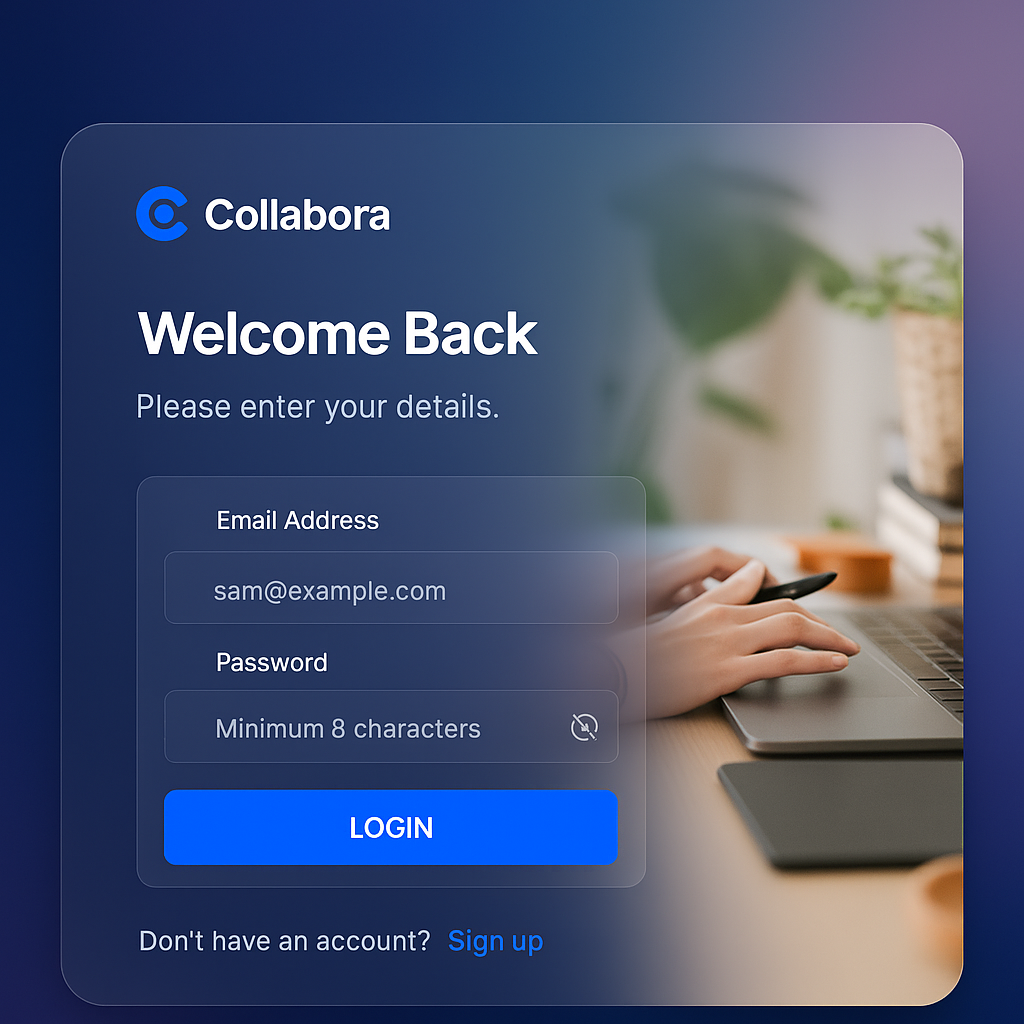 Collabora
Welcome Back
Please enter your details.
Email Address
sam@example.com
Password
Minimum 8 characters
LOGIN
Don't have an account? Sign up